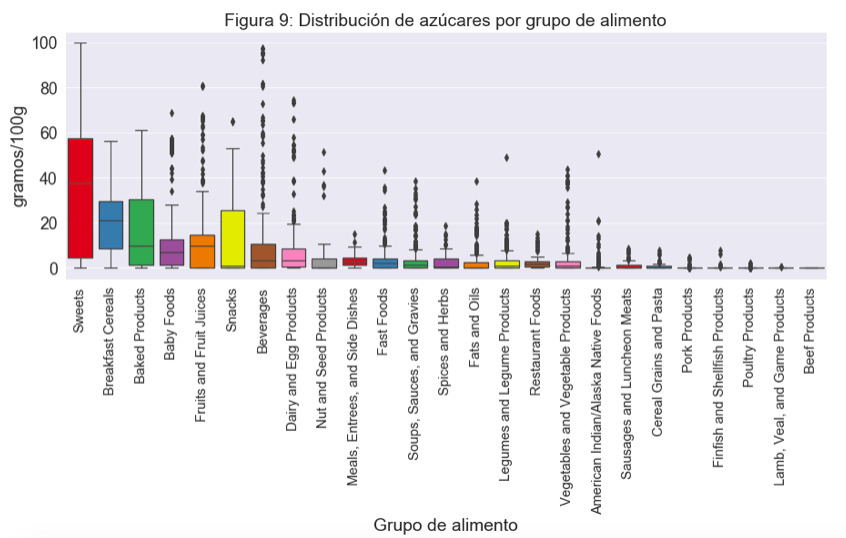 Figura 9: Distribución de azúcares por grupo de alimento
gramos/100g
100
80
60
40
20
0
Sweets
Breakfast Cereals
Baked Products
Baby Foods
Fruits and Fruit Juices
Snacks
Beverages
Dairy and Egg Products
Nut and Seed Products
Meals, Entrees, and Side Dishes
Fast Foods
Soups, Sauces, and Gravies
Spices and Herbs
Fats and Oils
Legumes and Legume Products
Restaurant Foods
Vegetables and Vegetable Products
American Indian/Alaska Native Foods
Sausages and Luncheon Meats
Cereal Grains and Pasta
Pork Products
Finfish and Shellfish Products
Poultry Products
Lamb, Veal, and Game Products
Beef Products
Grupo de alimento